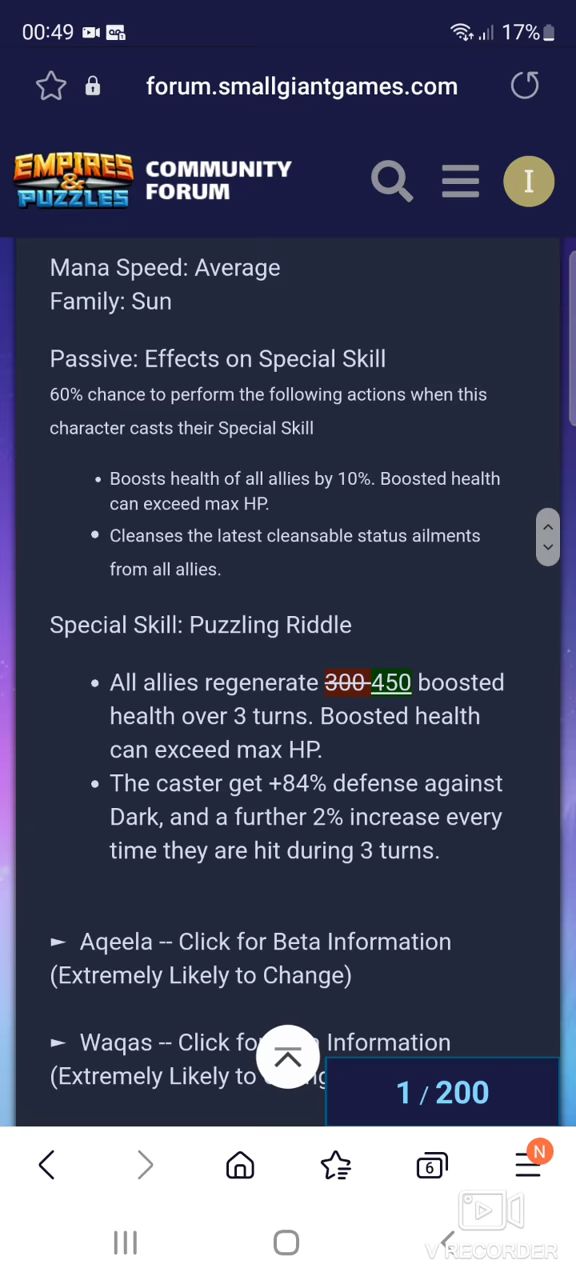 00:49
17%
forum.smallgiantgames.com
EMPIRES & PUZZLES
COMMUNITY FORUM
I
Mana Speed: Average
Family: Sun
Passive: Effects on Special Skill
60% chance to perform the following actions when this
character casts their Special Skill
• Boosts health of all allies by 10%. Boosted health
can exceed max HP.
• Cleanses the latest cleansable status ailments
from all allies.
Special Skill: Puzzling Riddle
• All allies regenerate 300 450 boosted
health over 3 turns. Boosted health
can exceed max HP.
• The caster get +84% defense against
Dark, and a further 2% increase every
time they are hit during 3 turns.
► Aqeela -- Click for Beta Information
(Extremely Likely to Change)
► Waqas -- Click Information
(Extremely Likely to
1 / 200
6
N
V RECORDER